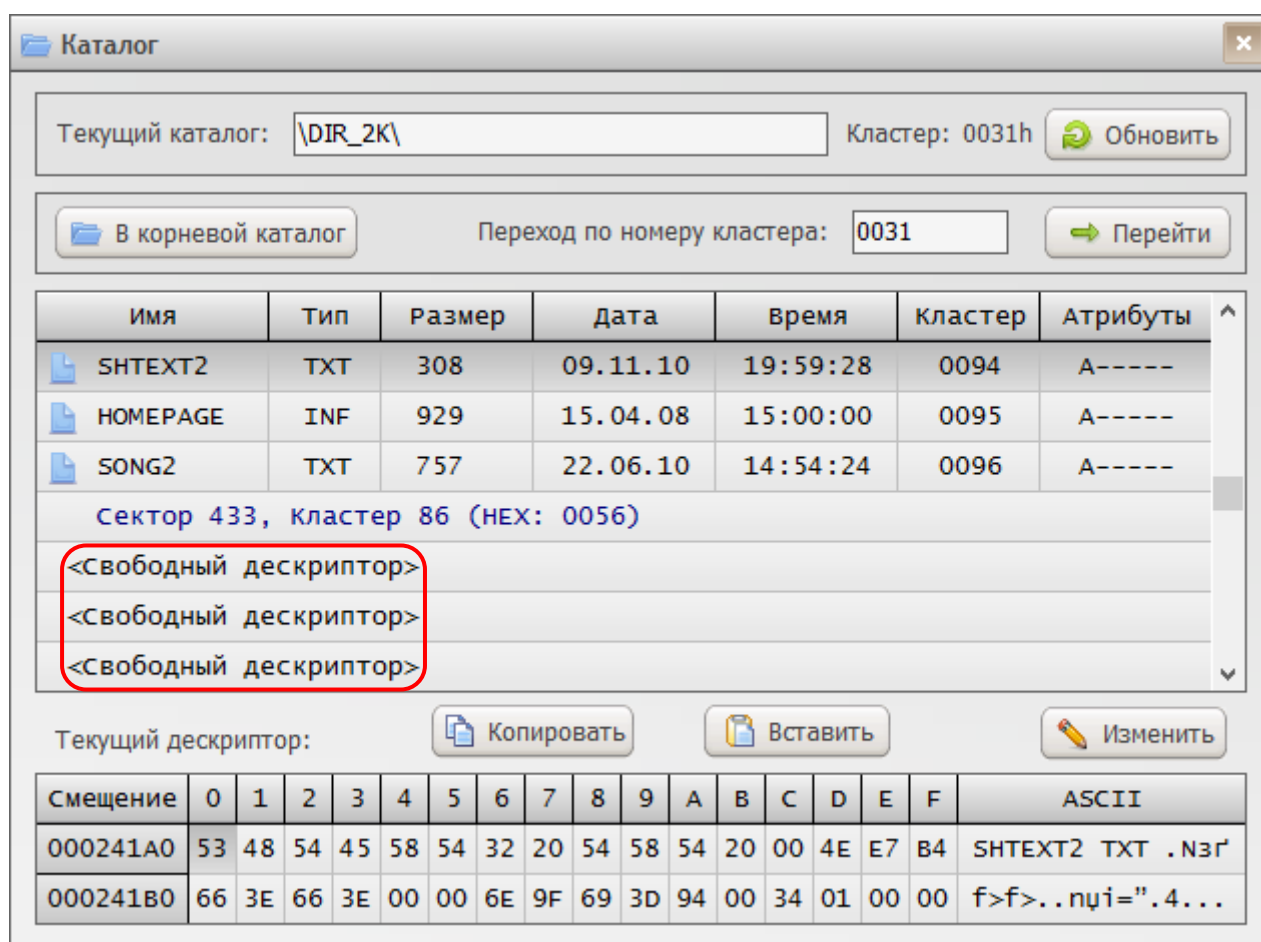 Каталог
Текущий каталог: \DIR_2K\ Кластер: 0031h Обновить
В корневой каталог Переход по номеру кластера: 0031 Перейти
Имя Тип Размер Дата Время Кластер Атрибуты
SHTEXT2 TXT 308 09.11.10 19:59:28 0094 A-----
HOMEPAGE INF 929 15.04.08 15:00:00 0095 A-----
SONG2 TXT 757 22.06.10 14:54:24 0096 A-----
Сектор 433, Кластер 86 (HEX: 0056)
<Свободный дескриптор>
<Свободный дескриптор>
<Свободный дескриптор>
Текущий дескриптор: Копировать Вставить Изменить
Смещение 0 1 2 3 4 5 6 7 8 9 A B C D E F ASCII
000241A0 53 48 54 45 58 54 32 20 54 58 54 20 00 4E E7 B4 SHTEXT2 TXT .Nзґ
000241B0 66 3E 66 3E 00 00 6E 9F 69 3D 94 00 34 01 00 00 f>f>..nџi=".4...